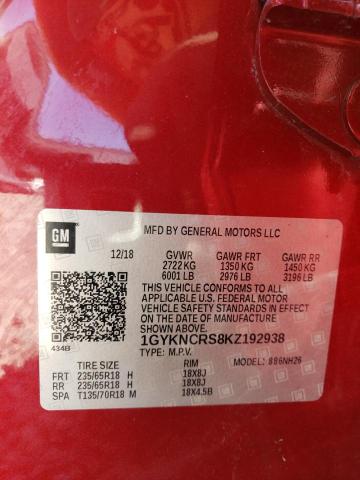 GM
MFD BY GENERAL MOTORS LLC
12/18 GVWR GAWR FRT GAWR RR
2722 KG 1350 KG 1450 KG
6001 LB 2976 LB 3196 LB
THIS VEHICLE CONFORMS TO ALL
APPLICABLE U.S. FEDERAL MOTOR
VEHICLE SAFETY STANDARDS IN EFFECT
ON THE DATE OF MANUFACTURE SHOWN ABOVE
1GYKNCRS8KZ192938
434B TYPE: M.P.V. MODEL: 886NH26
TIRE SIZE RIM
FRT 235/65R18 H 18X8J
RR 235/65R18 H 18X8J
SPA T135/70R18 M 18X4.5B